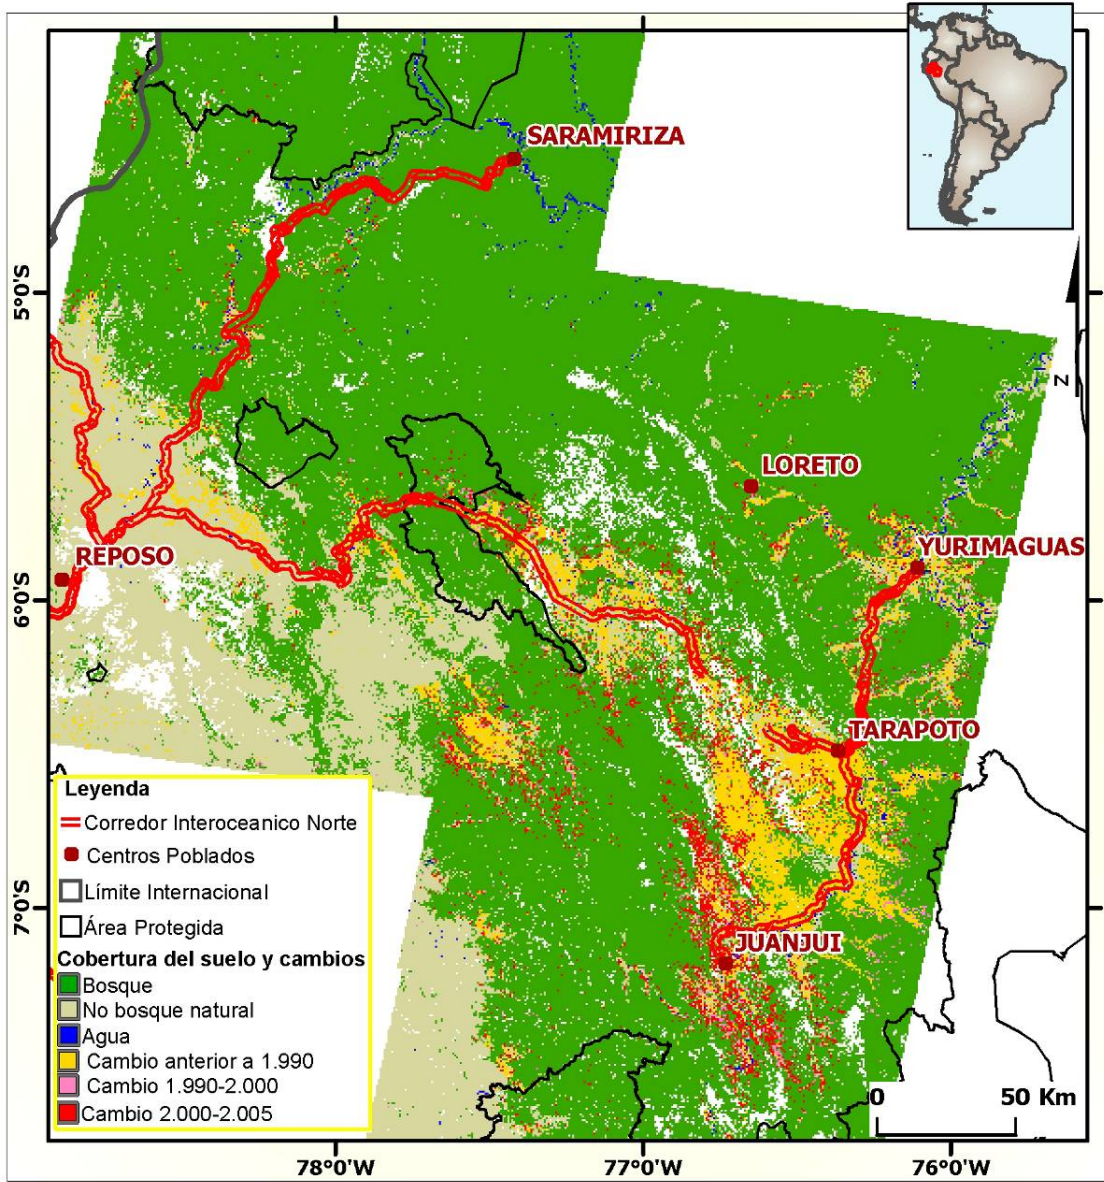 SARAMIRIZA
5°0'S
N
LORETO
REPOSO
YURIMAGUAS
6°0'S
TARAPOTO
Leyenda
Corredor Interoceanico Norte
Centros Poblados
Límite Internacional
Área Protegida
Cobertura del suelo y cambios
Bosque
No bosque natural
Agua
Cambio anterior a 1.990
Cambio 1.990-2.000
Cambio 2.000-2.005
7°0'S
JUANJUI
0 50 Km
78°0'W 77°0'W 76°0'W